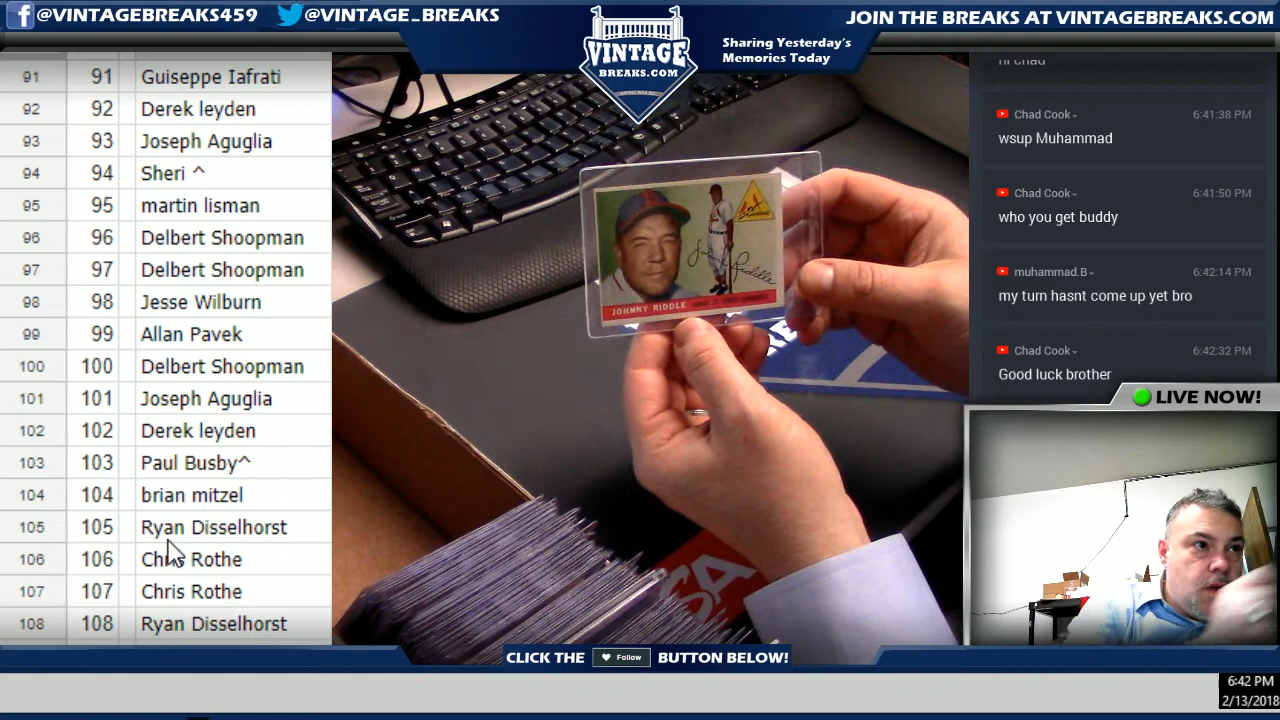 @VINTAGEBREAKS459
@VINTAGE_BREAKS
VINTAGE
BREAKS.COM
Sharing Yesterday's
Memories Today
JOIN THE BREAKS AT VINTAGEBREAKS.COM
91 91 Guiseppe Iafrati
92 92 Derek leyden
93 93 Joseph Aguglia
94 94 Sheri ^
95 95 martin lisman
96 96 Delbert Shoopman
97 97 Delbert Shoopman
98 98 Jesse Wilburn
99 99 Allan Pavek
100 100 Delbert Shoopman
101 101 Joseph Aguglia
102 102 Derek leyden
103 103 Paul Busby^
104 104 brian mitzel
105 105 Ryan Disselhorst
106 106 Chris Rothe
107 107 Chris Rothe
108 108 Ryan Disselhorst
JOHNNY RIDDLE
hi chad
Chad Cook 6:41:38 PM
wsup Muhammad
Chad Cook 6:41:50 PM
who you get buddy
muhammad.B 6:42:14 PM
my turn hasnt come up yet bro
Chad Cook 6:42:32 PM
Good luck brother
LIVE NOW!
CLICK THE Follow BUTTON BELOW!
6:42 PM
2/13/2018